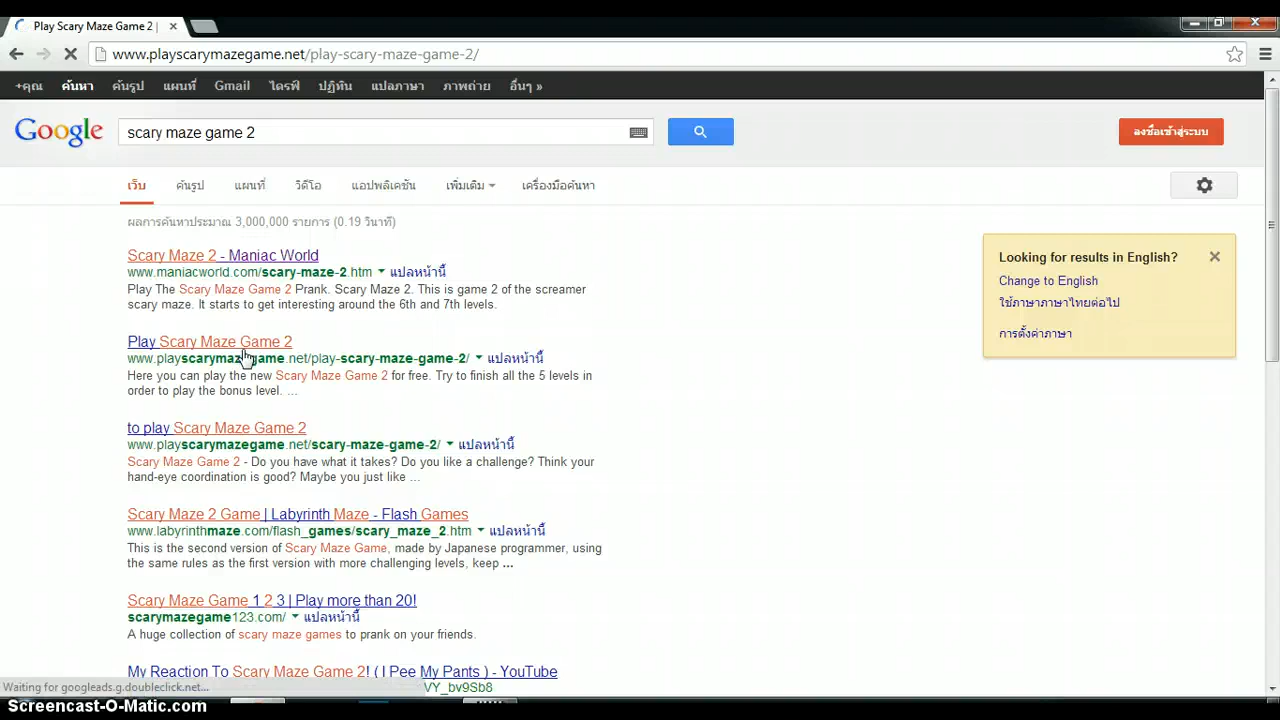 Play Scary Maze Game 2 |
www.playscarymazegame.net/play-scary-maze-game-2/
+คุณ ค้นหา ค้นรูป แผนที่ Gmail ไดรฟ์ ปฏิทิน แปลภาษา ภาพถ่าย อื่นๆ »
Google scary maze game 2 ลงชื่อเข้าสู่ระบบ
เว็บ ค้นรูป แผนที่ วิดีโอ แอปพลิเคชัน เพิ่มเติม เครื่องมือค้นหา
ผลการค้นหาประมาณ 3,000,000 รายการ (0.19 วินาที)
Scary Maze 2 - Maniac World
www.maniacworld.com/scary-maze-2.htm แปลหน้านี้
Play The Scary Maze Game 2 Prank. Scary Maze 2. This is game 2 of the screamer
scary maze. It starts to get interesting around the 6th and 7th levels.
Play Scary Maze Game 2
www.playscarymazegame.net/play-scary-maze-game-2/ แปลหน้านี้
Here you can play the new Scary Maze Game 2 for free. Try to finish all the 5 levels in
order to play the bonus level. ...
to play Scary Maze Game 2
www.playscarymazegame.net/scary-maze-game-2/ แปลหน้านี้
Scary Maze Game 2 - Do you have what it takes? Do you like a challenge? Think your
hand-eye coordination is good? Maybe you just like ...
Scary Maze 2 Game | Labyrinth Maze - Flash Games
www.labyrinthmaze.com/flash_games/scary_maze_2.htm แปลหน้านี้
This is the second version of Scary Maze Game, made by Japanese programmer, using
the same rules as the first version with more challenging levels, keep ...
Scary Maze Game 1 2 3 | Play more than 20!
scarymazegame123.com/ แปลหน้านี้
A huge collection of scary maze games to prank on your friends.
My Reaction To Scary Maze Game 2! ( I Pee My Pants ) - YouTube
VY_bv9Sb8
Looking for results in English?
Change to English
ใช้ภาษาภาษาไทยต่อไป
การตั้งค่าภาษา
Waiting for googleads.g.doubleclick.net...
Screencast-O-Matic.com